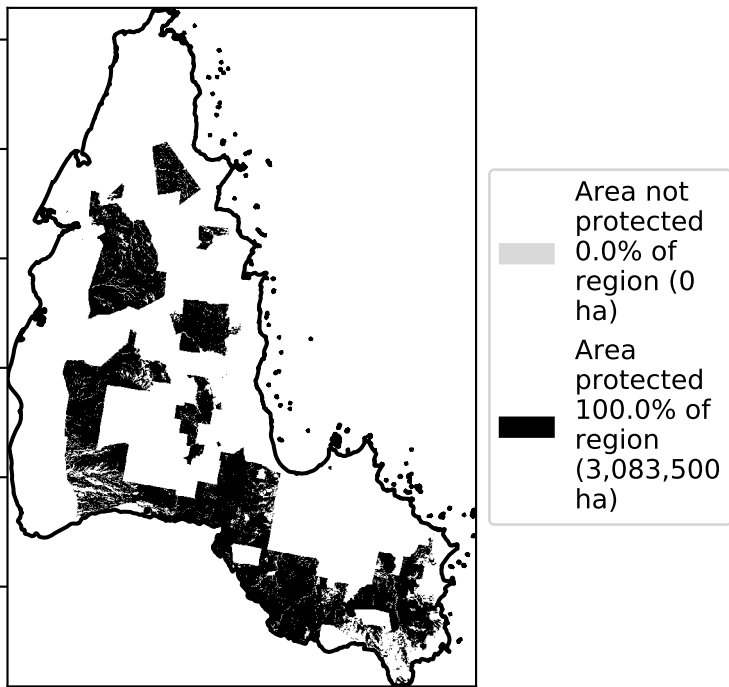 Area not
protected
0.0% of
region (0
ha)
Area
protected
100.0% of
region
(3,083,500
ha)